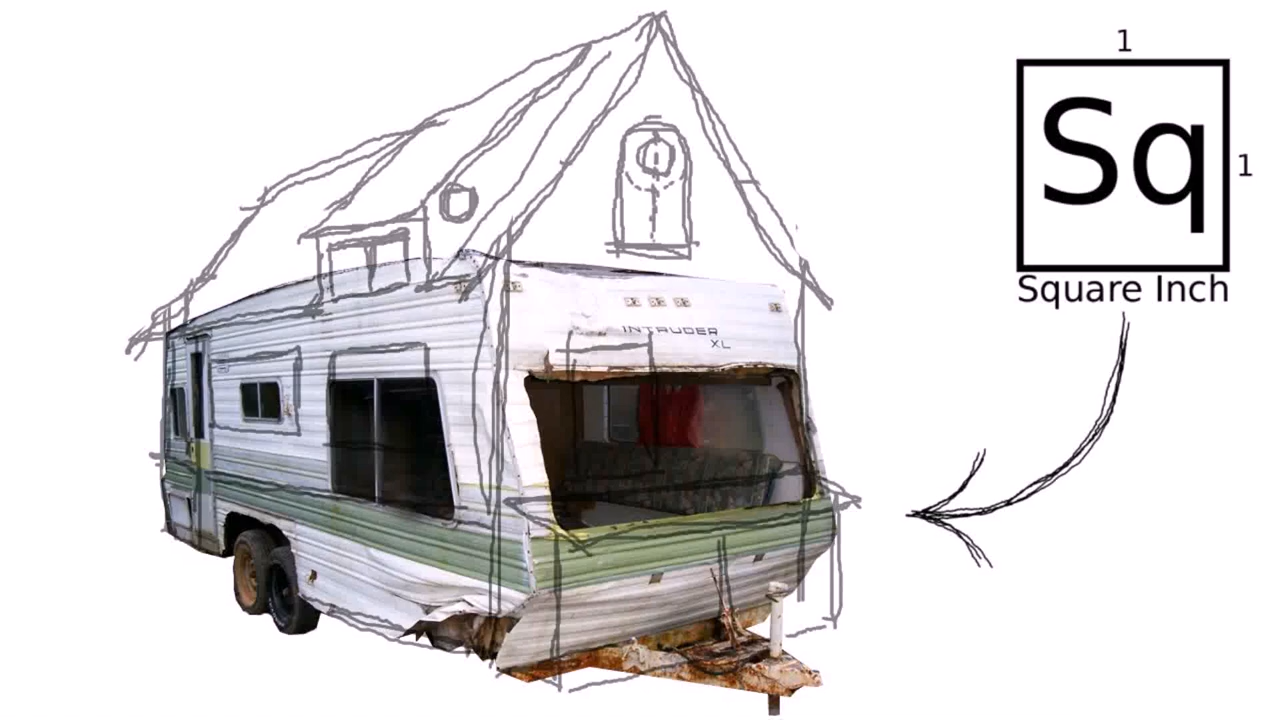 1
Sq
1
Square Inch
INTRUDER
XL